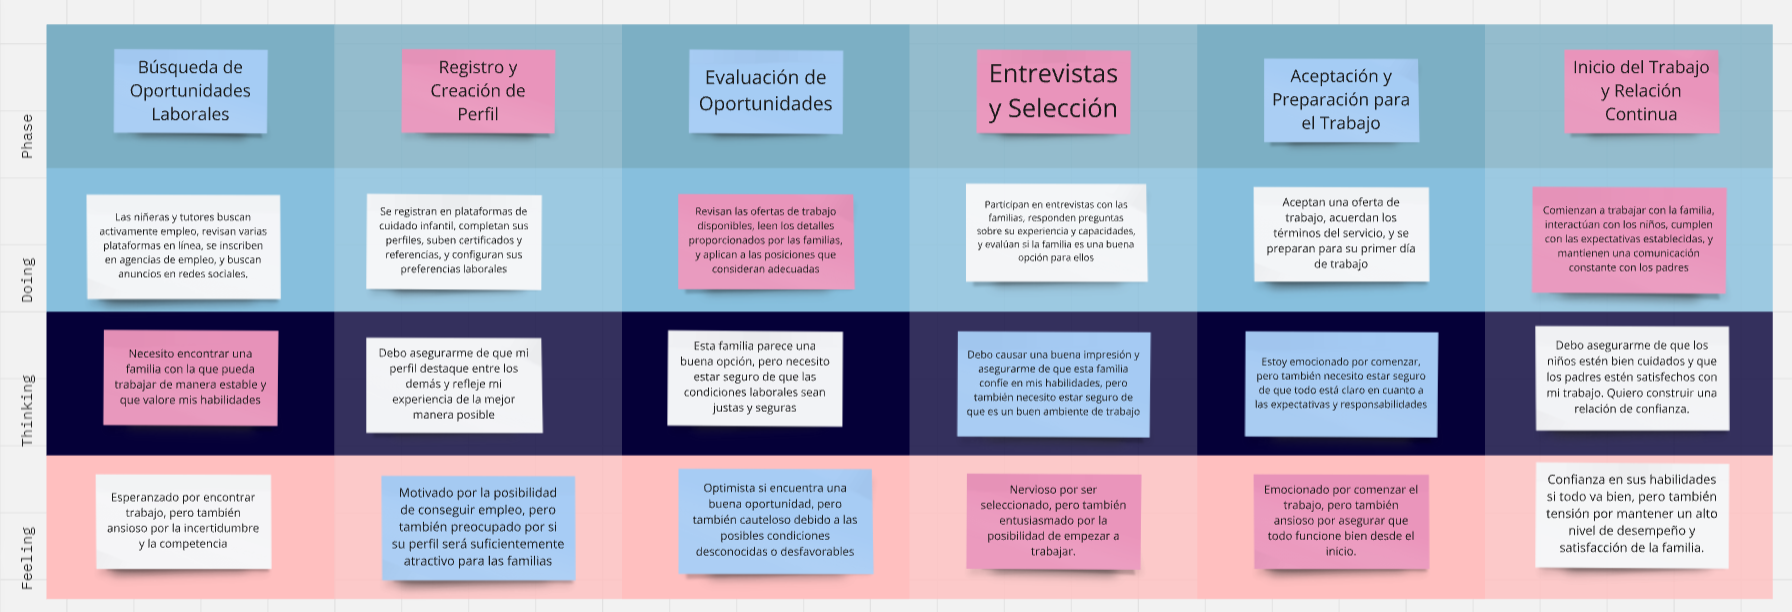 Phase
Búsqueda de
Oportunidades
Laborales
Registro y
Creación de
Perfil
Evaluación de
Oportunidades
Entrevistas
y Selección
Aceptación y
Preparación para
el Trabajo
Inicio del Trabajo
y Relación
Continua
Doing
Las niñeras y tutores buscan
activamente empleo, revisan varias
plataformas en línea, se inscriben
en agencias de empleo, y buscan
anuncios en redes sociales.
Se registran en plataformas de
cuidado infantil, completan sus
perfiles, suben certificados y
referencias, y configuran sus
preferencias laborales
Revisan las ofertas de trabajo
disponibles, leen los detalles
proporcionados por las familias,
y aplican a las posiciones que
consideran adecuadas
Participan en entrevistas con las
familias, responden preguntas
sobre su experiencia y capacidades,
y evalúan si la familia es una buena
opción para ellos
Aceptan una oferta de
trabajo, acuerdan los
términos del servicio, y se
preparan para su primer día
de trabajo
Comienzan a trabajar con la familia,
interactúan con los niños, cumplen
con las expectativas establecidas, y
mantienen una comunicación
constante con los padres
Thinking
Necesito encontrar una
familia con la que pueda
trabajar de manera estable y
que valore mis habilidades
Debo asegurarme de que mi
perfil destaque entre los
demás y refleje mi
experiencia de la mejor
manera posible
Esta familia parece una
buena opción, pero necesito
estar seguro de que las
condiciones laborales sean
justas y seguras
Debo causar una buena impresión y
asegurarme de que esta familia
confíe en mis habilidades, pero
también necesito estar seguro de
que es un buen ambiente de trabajo
Estoy emocionado por comenzar,
pero también necesito estar seguro
de que todo está claro en cuanto a
las expectativas y responsabilidades
Debo asegurarme de que los
niños estén bien cuidados y que
los padres estén satisfechos con
mi trabajo. Quiero construir una
relación de confianza.
Feeling
Esperanzado por encontrar
trabajo, pero también
ansioso por la incertidumbre
y la competencia
Motivado por la posibilidad
de conseguir empleo, pero
también preocupado por si
su perfil será suficientemente
atractivo para las familias
Optimista si encuentra una
buena oportunidad, pero
también cauteloso debido a las
posibles condiciones
desconocidas o desfavorables
Nervioso por ser
seleccionado, pero también
entusiasmado por la
posibilidad de empezar a
trabajar.
Emocionado por comenzar el
trabajo, pero también
ansioso por asegurar que
todo funcione bien desde el
inicio.
Confianza en sus habilidades
si todo va bien, pero también
tensión por mantener un alto
nivel de desempeño y
satisfacción de la familia.